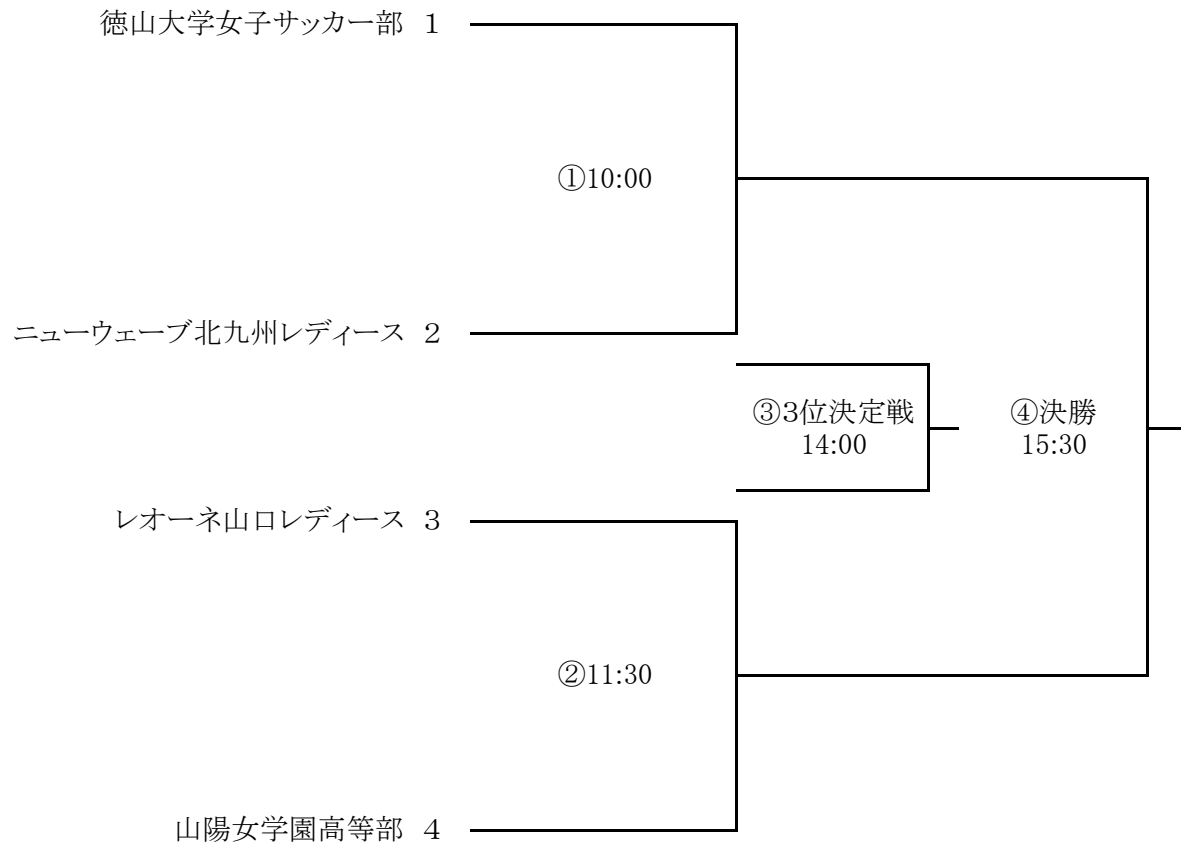 徳山大学女子サッカー部 1
①10:00
ニューウェーブ北九州レディース 2
③3位決定戦
14:00
④決勝
15:30
レオーネ山口レディース 3
②11:30
山陽女学園高等部 4